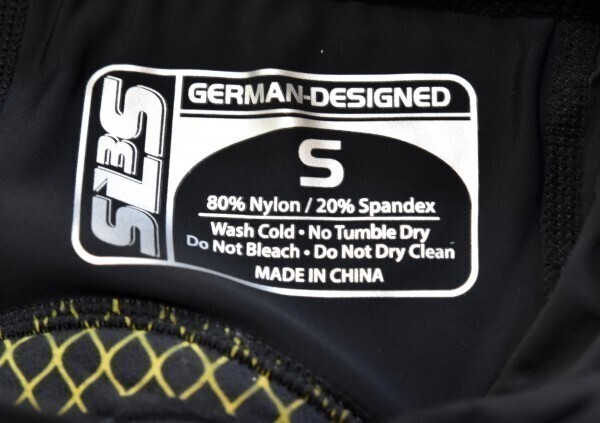 SLS3
GERMAN-DESIGNED
S
80% Nylon / 20% Spandex
Wash Cold • No Tumble Dry
Do Not Bleach • Do Not Dry Clean
MADE IN CHINA